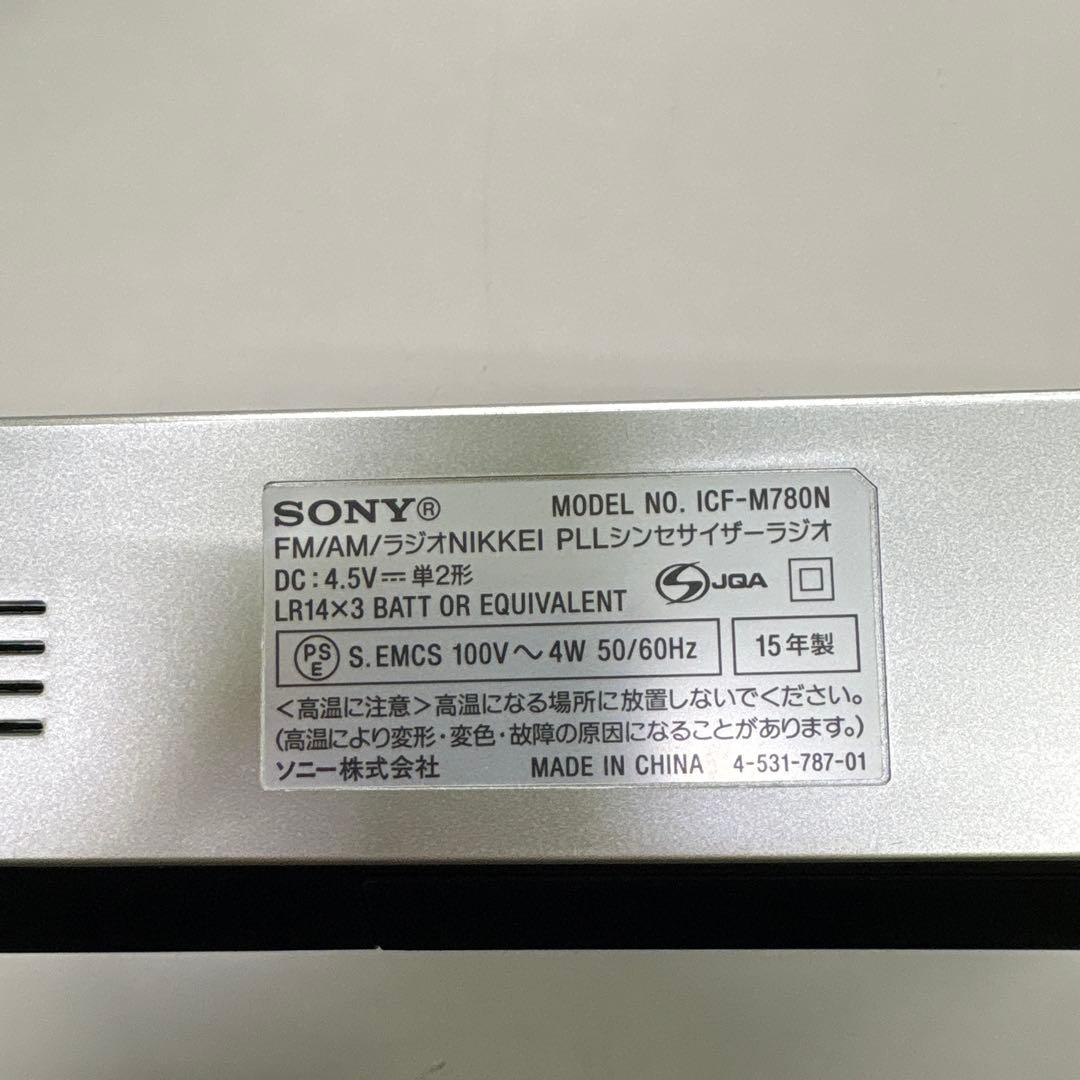 SONY® MODEL NO. ICF-M780N
FM/AM/ラジオNIKKEI PLLシンセサイザーラジオ
DC : 4.5V⎓ 単2形
LR14×3 BATT OR EQUIVALENT
JQA
PSE S. EMCS 100V～ 4W 50/60Hz
15年製
＜高温に注意＞高温になる場所に放置しないでください。
(高温により変形・変色・故障の原因になることがあります。)
ソニー株式会社 MADE IN CHINA 4-531-787-01